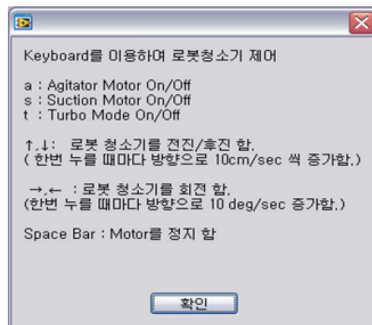 Keyboard를 이용하여 로봇청소기 제어
a : Agitator Motor On/Off
s : Suction Motor On/Off
t : Turbo Mode On/Off
↑,↓: 로봇 청소기를 전진/후진 함.
( 한번 누를 때마다 방향으로 10cm/sec 씩 증가함.)
→,← : 로봇 청소기를 회전 함.
(한번 누를 때마다 방향으로 10 deg/sec 증가함.)
Space Bar : Motor를 정지 함
확인